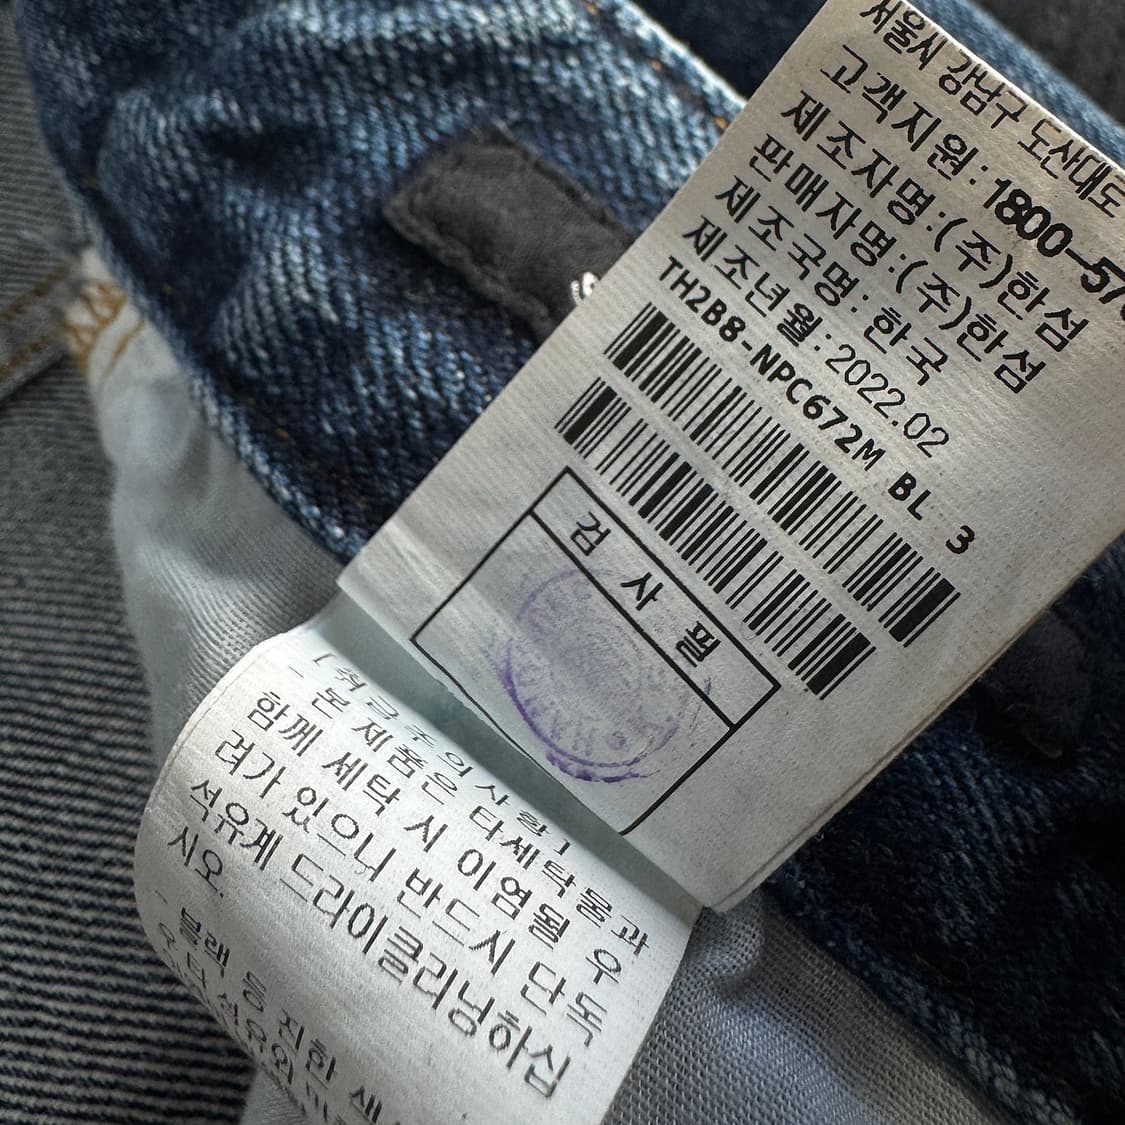 서울시 강남구 도산대로
고객지원:1800-57
제조자명:(주)한섬
판매자명:(주)한섬
제조국명:한국
제조년월:2022.02
TH2B8-NPC672M BL 3
검 사 필
[취급주의사항]
- 본 제품은 타세탁물과
함께 세탁 시 이염될 우
려가 있으니 반드시 단독
석유계 드라이클리닝하십
시오.
- 블랙 등 진한 색